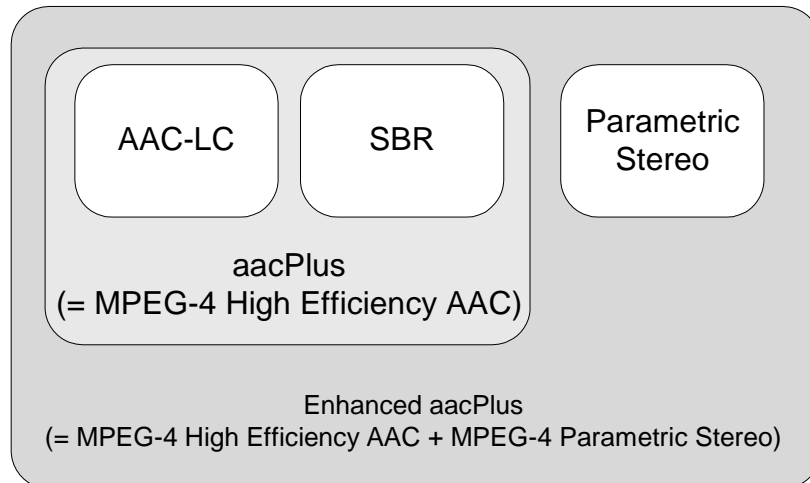 AAC-LC
SBR
Parametric
Stereo
aacPlus
(= MPEG-4 High Efficiency AAC)
Enhanced aacPlus
(= MPEG-4 High Efficiency AAC + MPEG-4 Parametric Stereo)